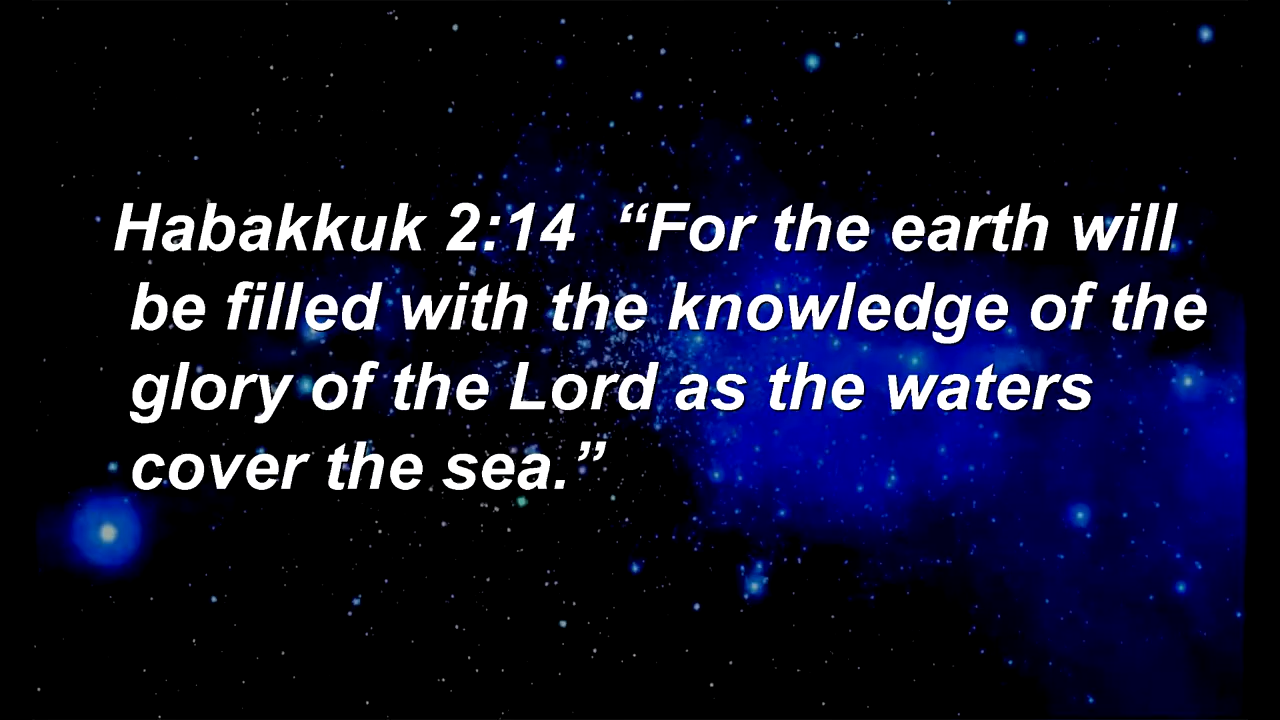 Habakkuk 2:14  “For the earth will
be filled with the knowledge of the
glory of the Lord as the waters
cover the sea.”